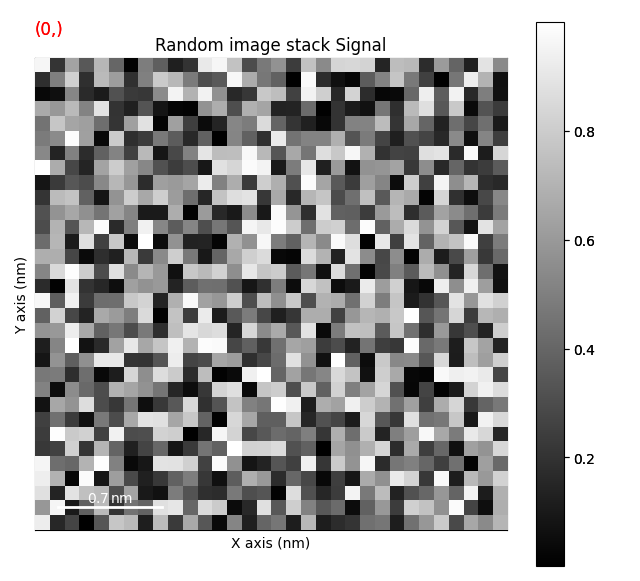 (0,)
Random image stack Signal
0.8
0.6
0.4
0.2
Y axis (nm)
0.7 nm
X axis (nm)